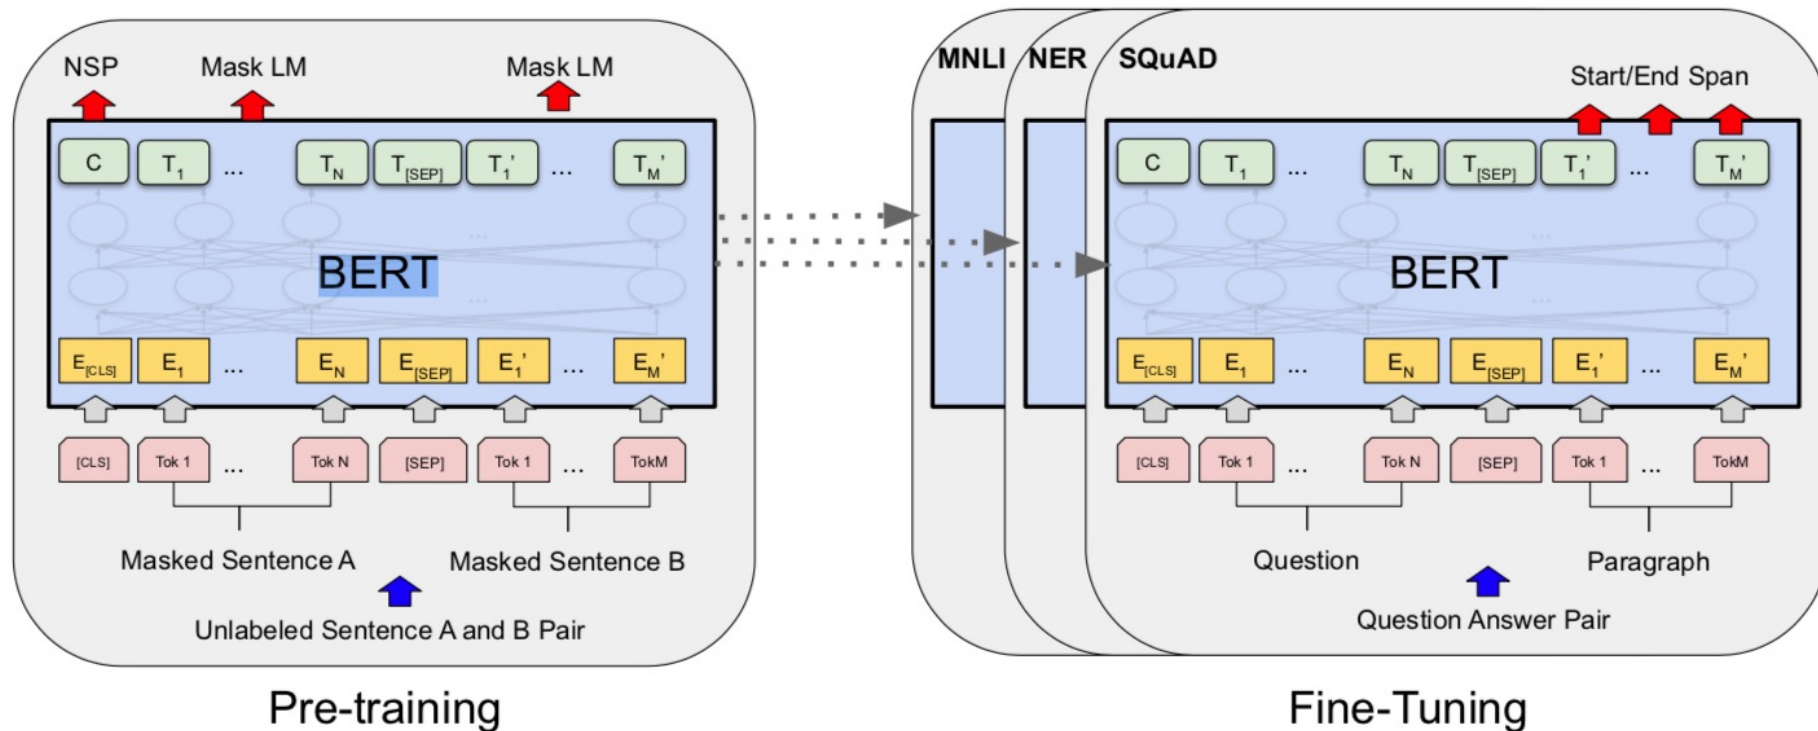 NSP Mask LM Mask LM
C T1 ... TN T[SEP] T1' ... TM'
...
BERT
...
E[CLS] E1 ... EN E[SEP] E1' ... EM'
[CLS] Tok 1 ... Tok N [SEP] Tok 1 ... TokM
Masked Sentence A Masked Sentence B
Unlabeled Sentence A and B Pair
Pre-training
MNLI NER SQuAD
Start/End Span
C T1 ... TN T[SEP] T1' ... TM'
...
BERT
...
E[CLS] E1 ... EN E[SEP] E1' ... EM'
[CLS] Tok 1 ... Tok N [SEP] Tok 1 ... TokM
Question Paragraph
Question Answer Pair
Fine-Tuning